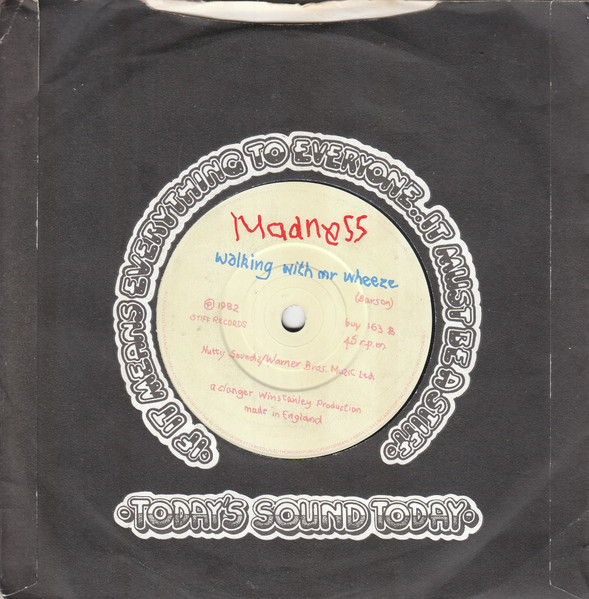 IF IT MEANS EVERYTHING TO EVERYONE...IT MUST BE A STIFF
Madness
walking with mr wheeze
(Barson)
℗ 1982
STIFF RECORDS
buy 163 B
45 r.p.m
Nutty Sounds/Warner Bros. Music Ltd.
a clanger Winstanley Production
made in England
·TODAY'S SOUND TODAY·